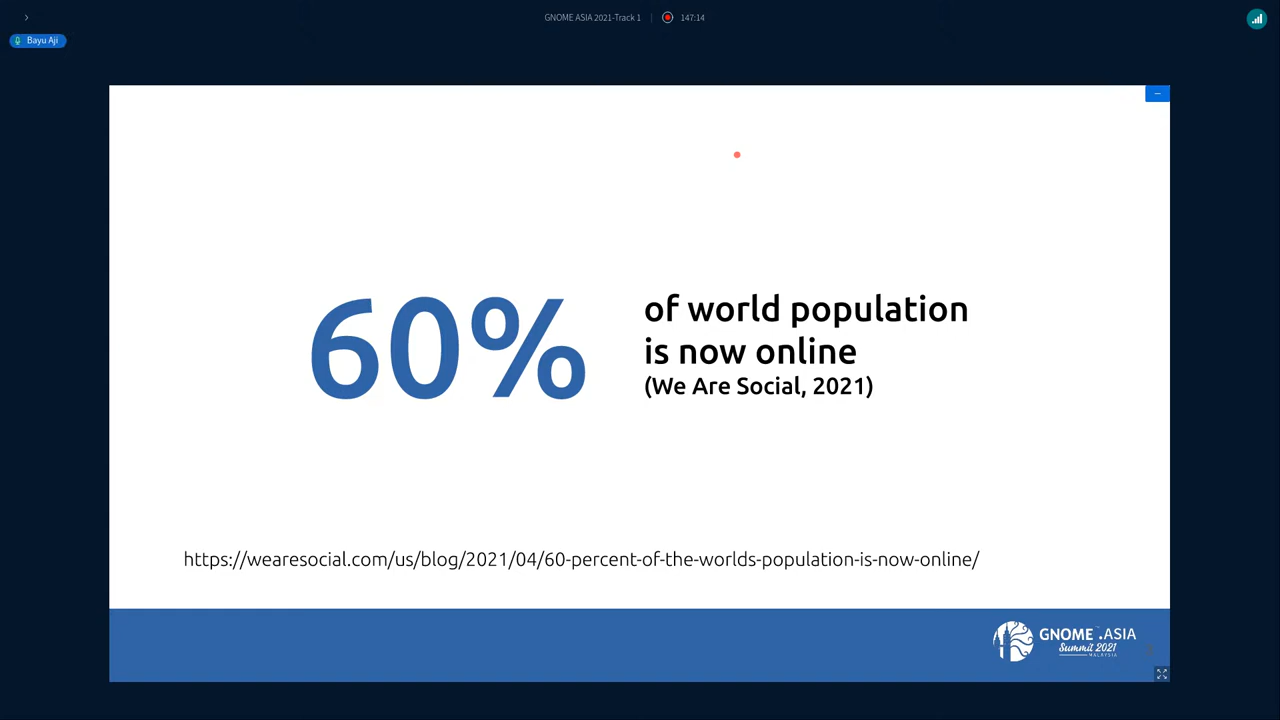 GNOME ASIA 2021-Track 1
147:14
Bayu Aji
60%
of world population
is now online
(We Are Social, 2021)
https://wearesocial.com/us/blog/2021/04/60-percent-of-the-worlds-population-is-now-online/
GNOME™.ASIA
Summit 2021
MALAYSIA